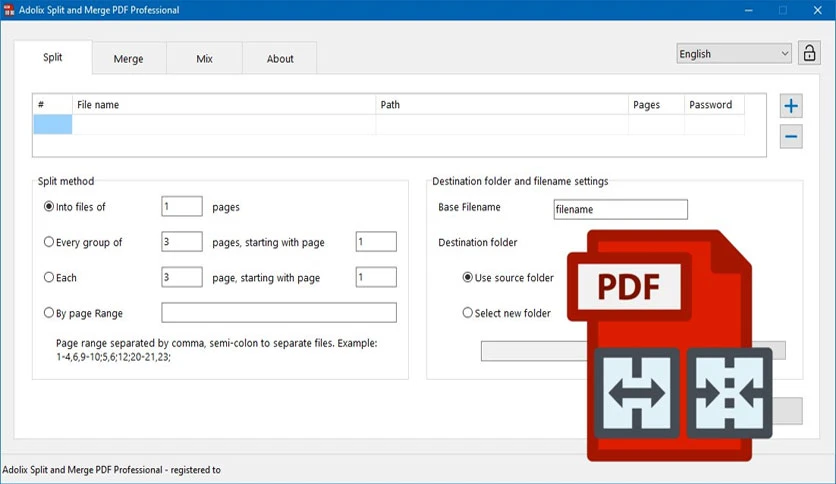 Adolix Split and Merge PDF Professional
Split Merge Mix About English
# File name Path Pages Password
Split method
Into files of 1 pages
Every group of 3 pages, starting with page 1
Each 3 page, starting with page 1
By page Range
Page range separated by comma, semi-colon to separate files. Example:
1-4,6,9-10;5,6;12;20-21,23;
Destination folder and filename settings
Base Filename filename
Destination folder
Use source folder
Select new folder
PDF
Adolix Split and Merge PDF Professional - registered to